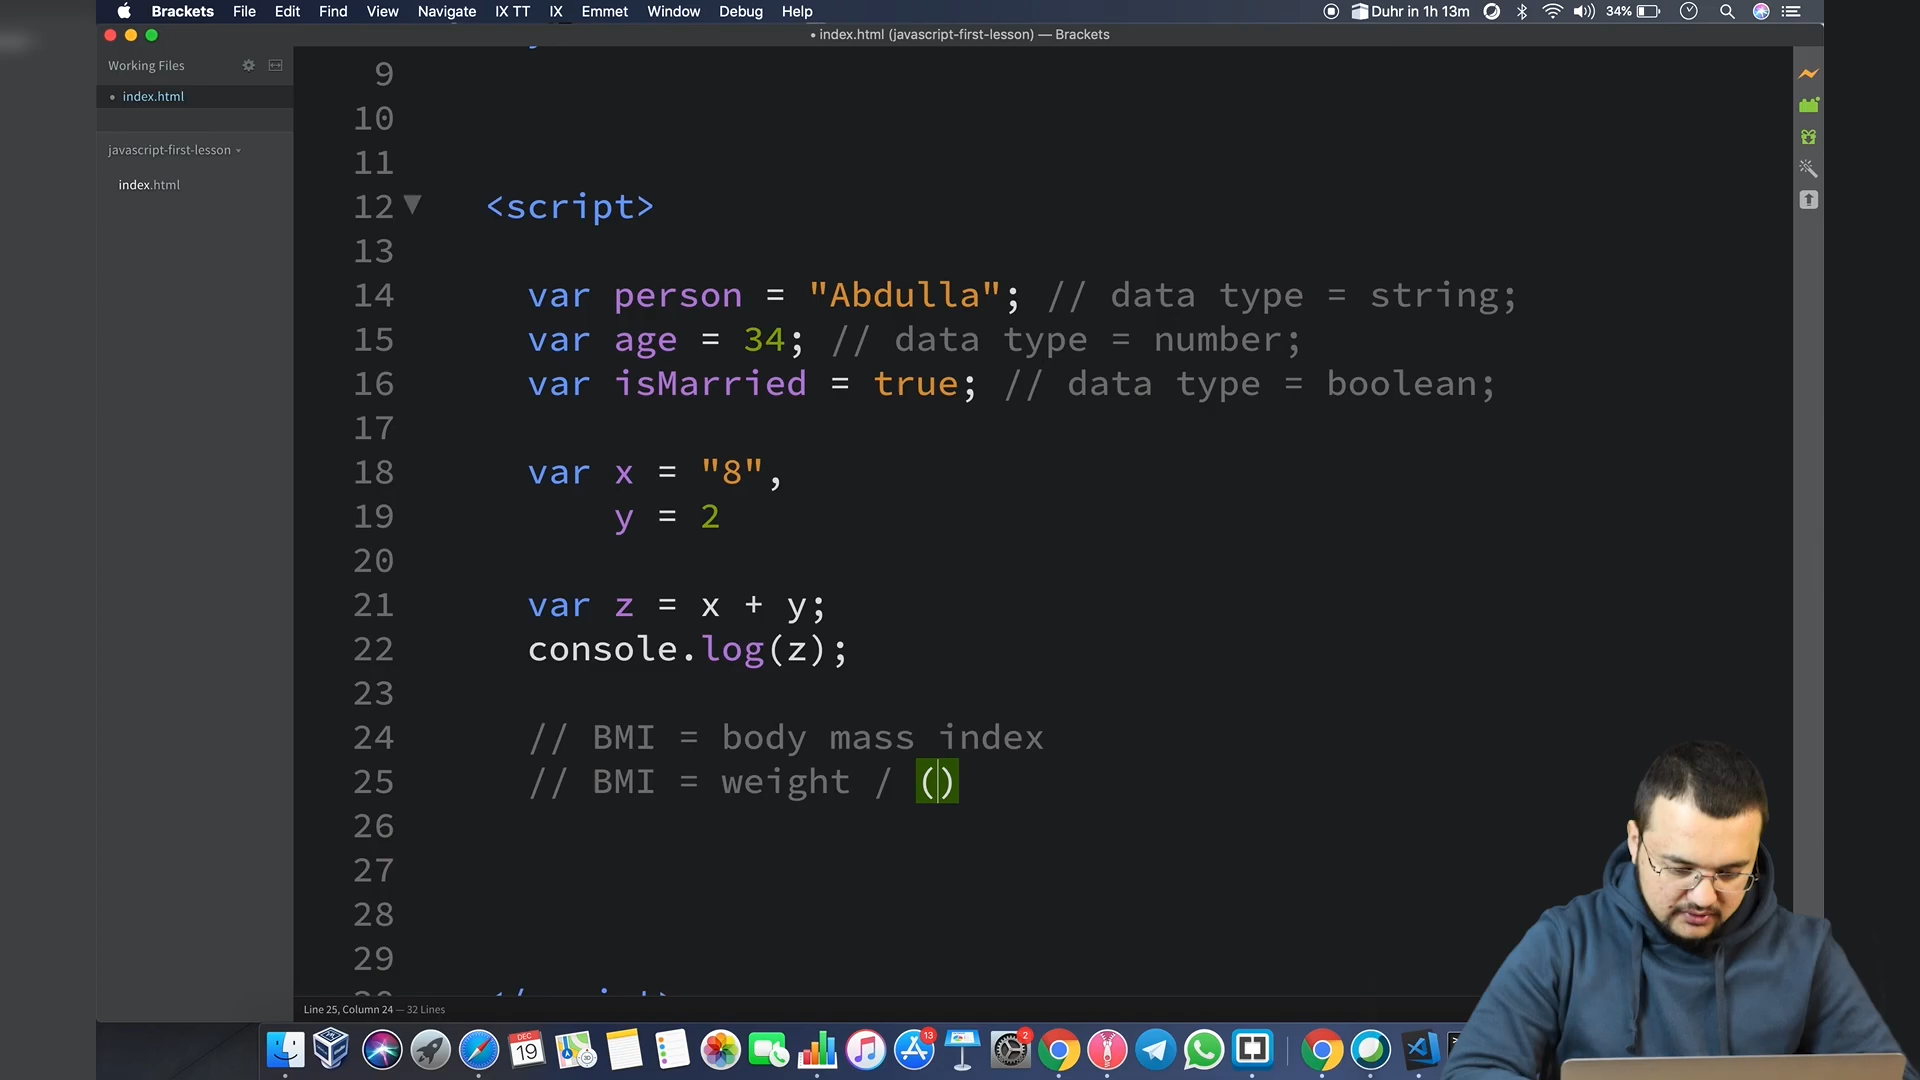 Brackets File Edit Find View Navigate IX TT IX Emmet Window Debug Help Duhr in 1h 13m 34%
• index.html (javascript-first-lesson) — Brackets
Working Files
• index.html
javascript-first-lesson
index.html
9
10
11
12 <script>
13
14 var person = "Abdulla"; // data type = string;
15 var age = 34; // data type = number;
16 var isMarried = true; // data type = boolean;
17
18 var x = "8",
19 y = 2
20
21 var z = x + y;
22 console.log(z);
23
24 // BMI = body mass index
25 // BMI = weight / ()
26
27
28
29
Line 25, Column 24 — 32 Lines
DEC
19
13
2